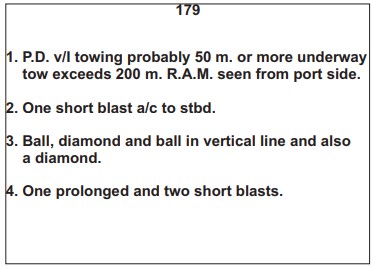 179
1. P.D. v/l towing probably 50 m. or more underway
tow exceeds 200 m. R.A.M. seen from port side.
2. One short blast a/c to stbd.
3. Ball, diamond and ball in vertical line and also
a diamond.
4. One prolonged and two short blasts.